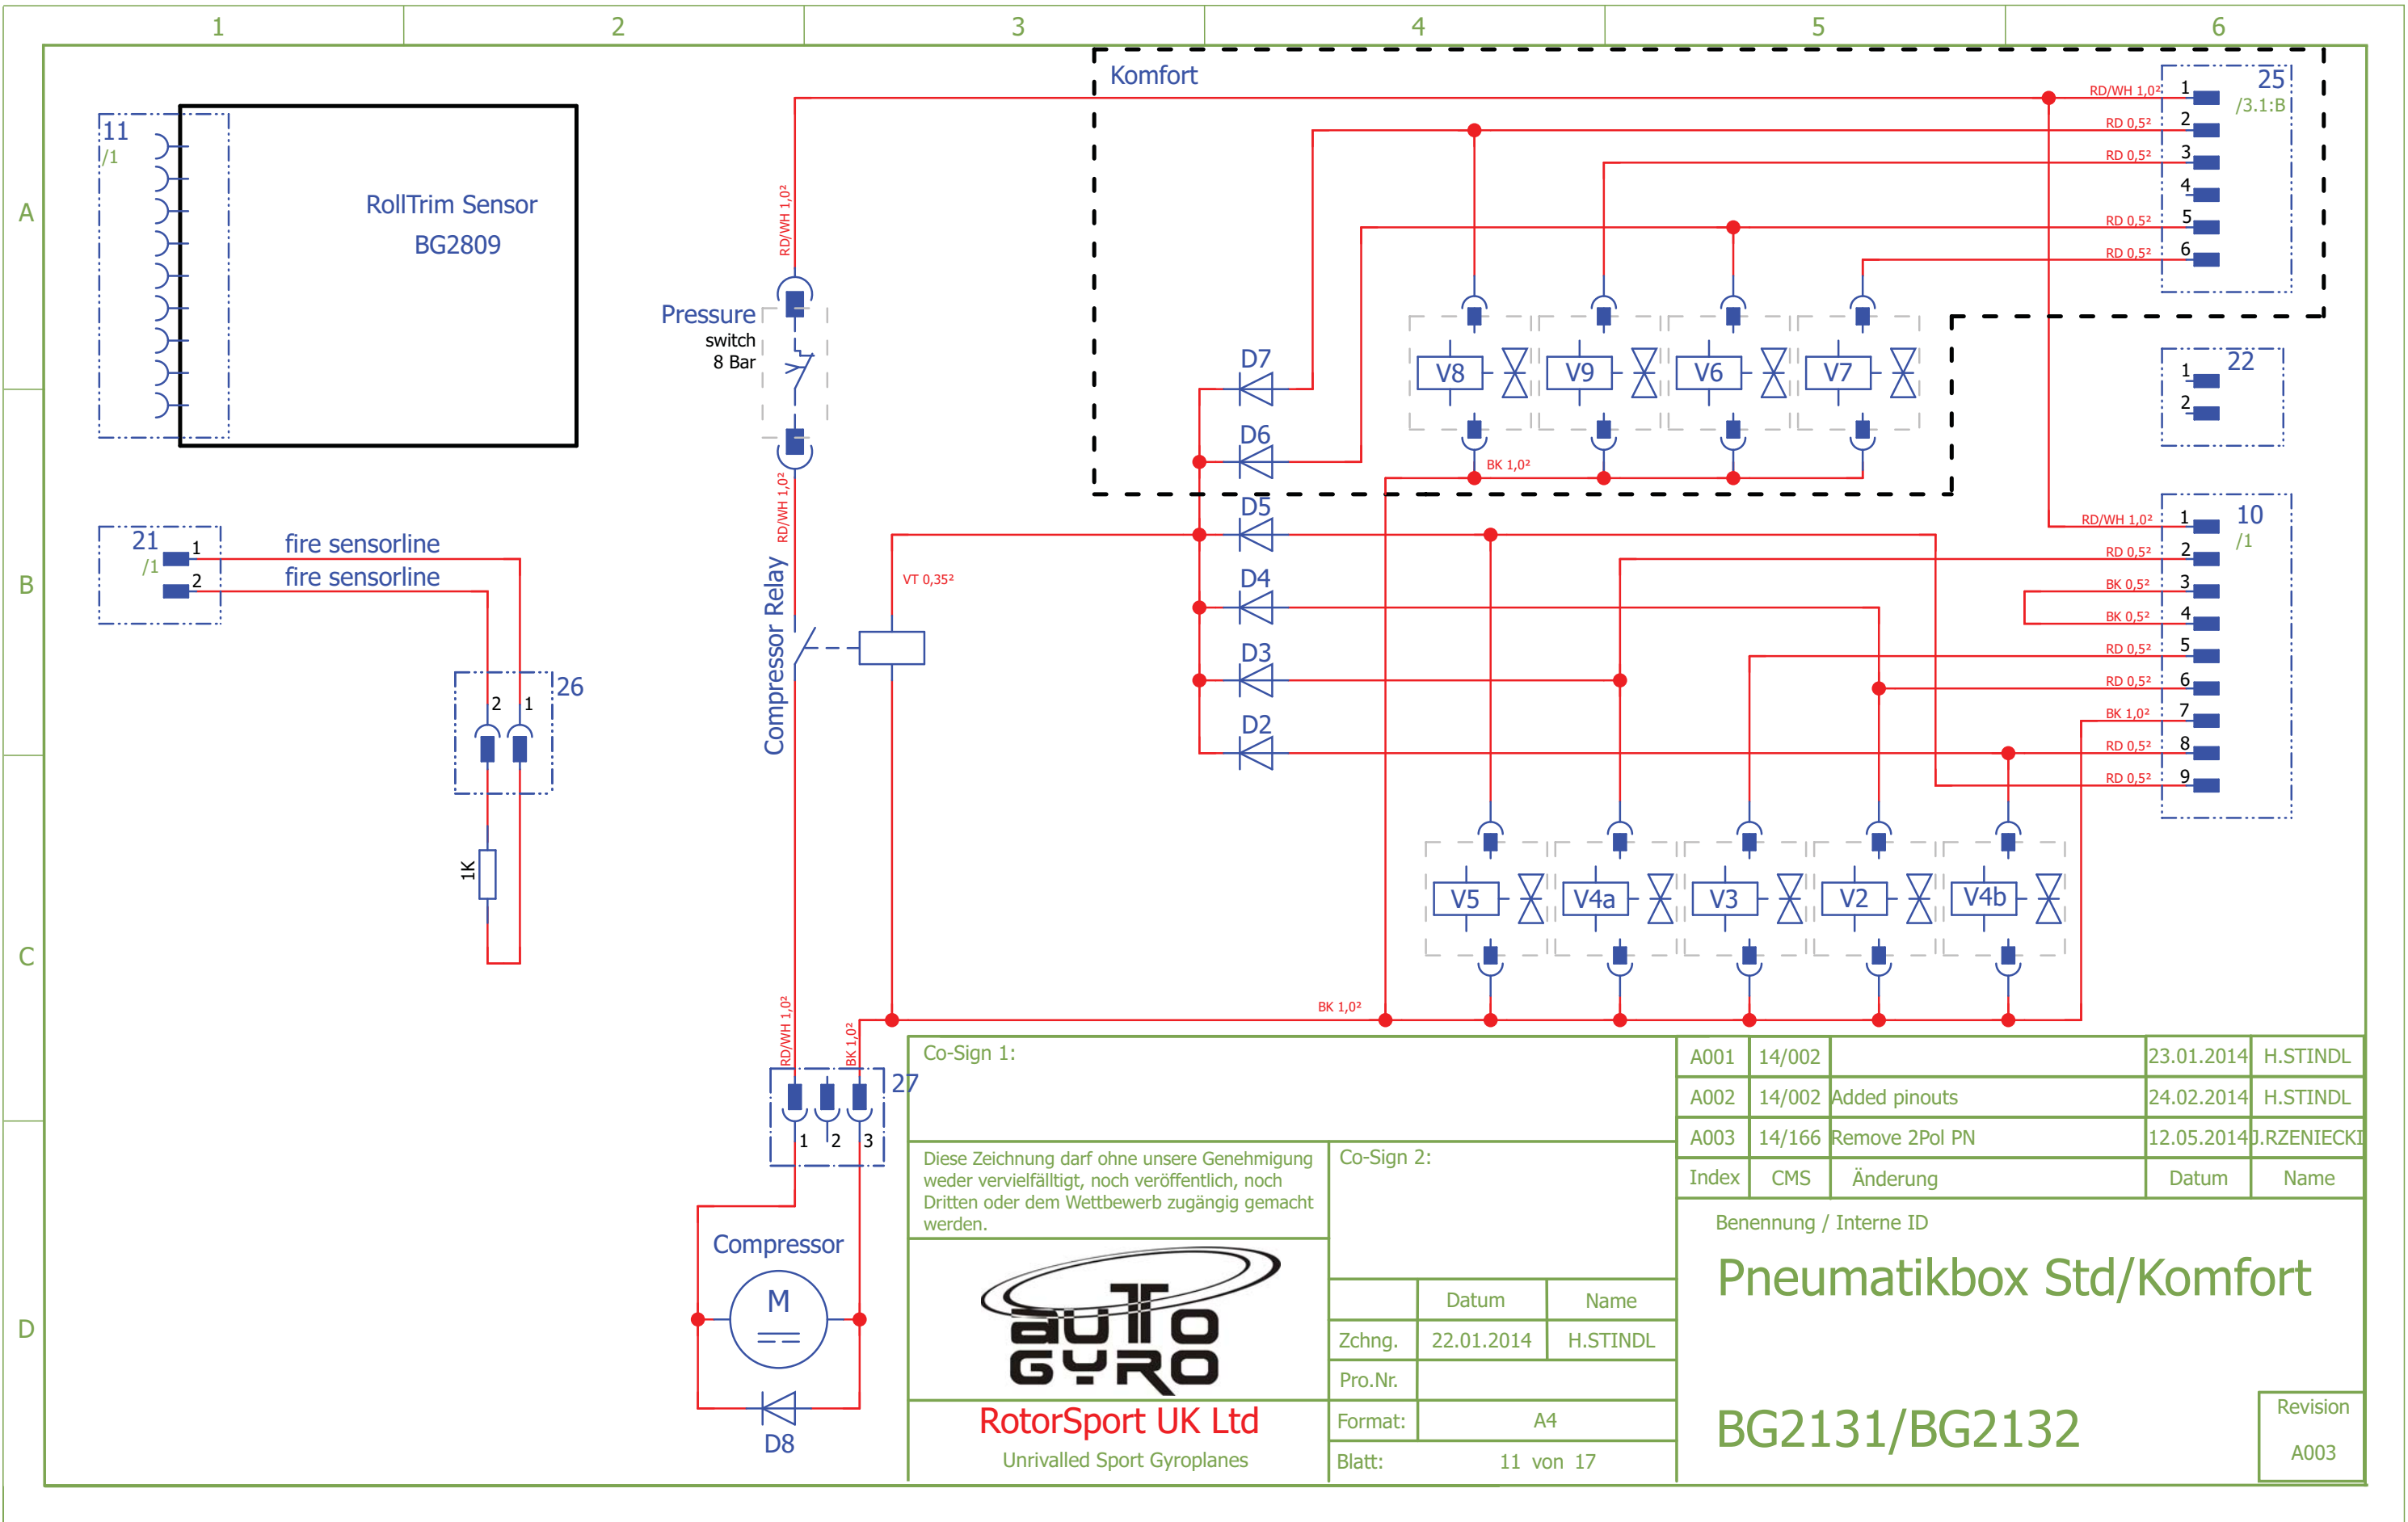 1 2 3 4 5 6
A
B
C
D
Komfort
11
/1
RollTrim Sensor
BG2809
21
/1
1
2
fire sensorline
fire sensorline
26
2 1
1K
RD/WH 1,0²
Pressure
switch
8 Bar
RD/WH 1,0²
Compressor Relay
VT 0,35²
RD/WH 1,0²
BK 1,0²
27
1 2 3
Compressor
M
D8
D7
D6
D5
D4
D3
D2
V8 V9 V6 V7
BK 1,0²
25
/3.1:B
RD/WH 1,0² 1
RD 0,5² 2
RD 0,5² 3
4
RD 0,5² 5
RD 0,5² 6
22
1
2
10
/1
RD/WH 1,0² 1
RD 0,5² 2
BK 0,5² 3
BK 0,5² 4
RD 0,5² 5
RD 0,5² 6
BK 1,0² 7
RD 0,5² 8
RD 0,5² 9
V5 V4a V3 V2 V4b
BK 1,0²
Co-Sign 1:
Diese Zeichnung darf ohne unsere Genehmigung
weder vervielfälltigt, noch veröffentlich, noch
Dritten oder dem Wettbewerb zugängig gemacht
werden.
Co-Sign 2:
AUTO
GYRO
RotorSport UK Ltd
Unrivalled Sport Gyroplanes
Datum Name
Zchng. 22.01.2014 H.STINDL
Pro.Nr.
Format: A4
Blatt: 11 von 17
A001 14/002 23.01.2014 H.STINDL
A002 14/002 Added pinouts 24.02.2014 H.STINDL
A003 14/166 Remove 2Pol PN 12.05.2014 J.RZENIECKI
Index CMS Änderung Datum Name
Benennung / Interne ID
Pneumatikbox Std/Komfort
BG2131/BG2132
Revision
A003